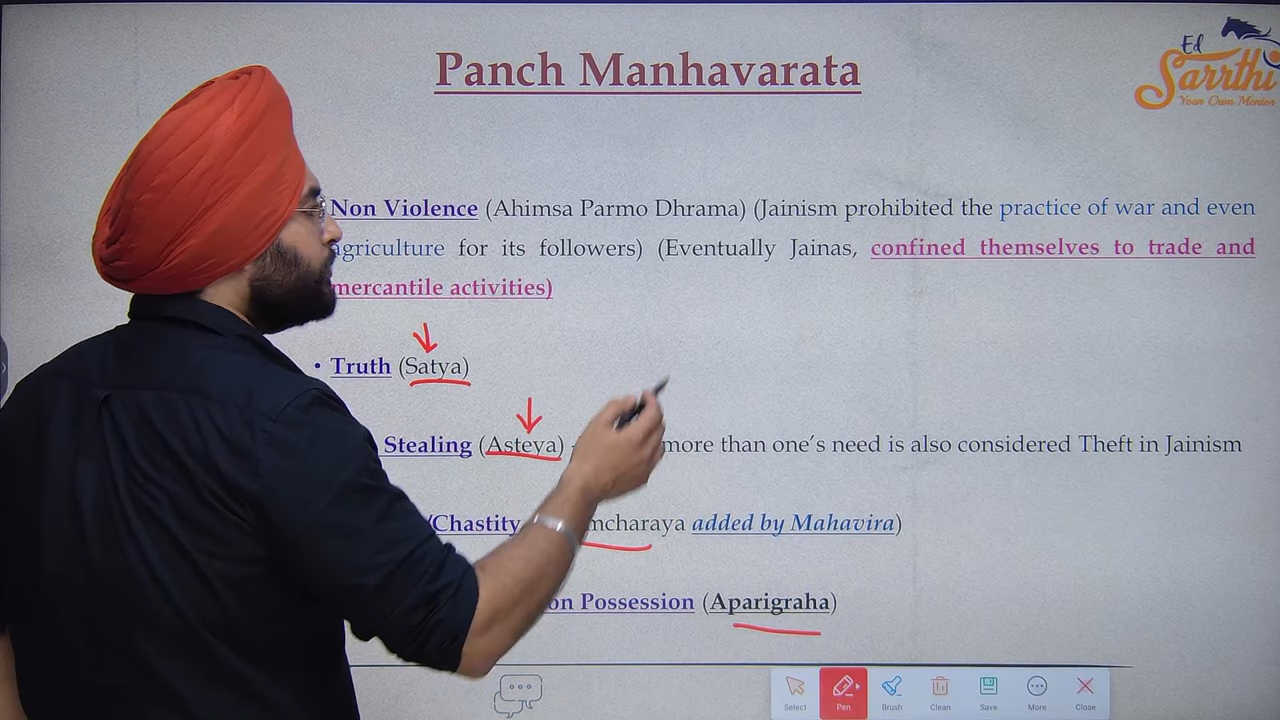 Panch Manhavarata
Ed
Sarrthi
Your Own Mentor
Non Violence (Ahimsa Parmo Dhrama) (Jainism prohibited the practice of war and even
agriculture for its followers) (Eventually Jainas, confined themselves to trade and
mercantile activities)
• Truth (Satya)
Stealing (Asteya) more than one's need is also considered Theft in Jainism
/Chastity mcharaya added by Mahavira)
on Possession (Aparigraha)
Select Pen Brush Clean Save More Close